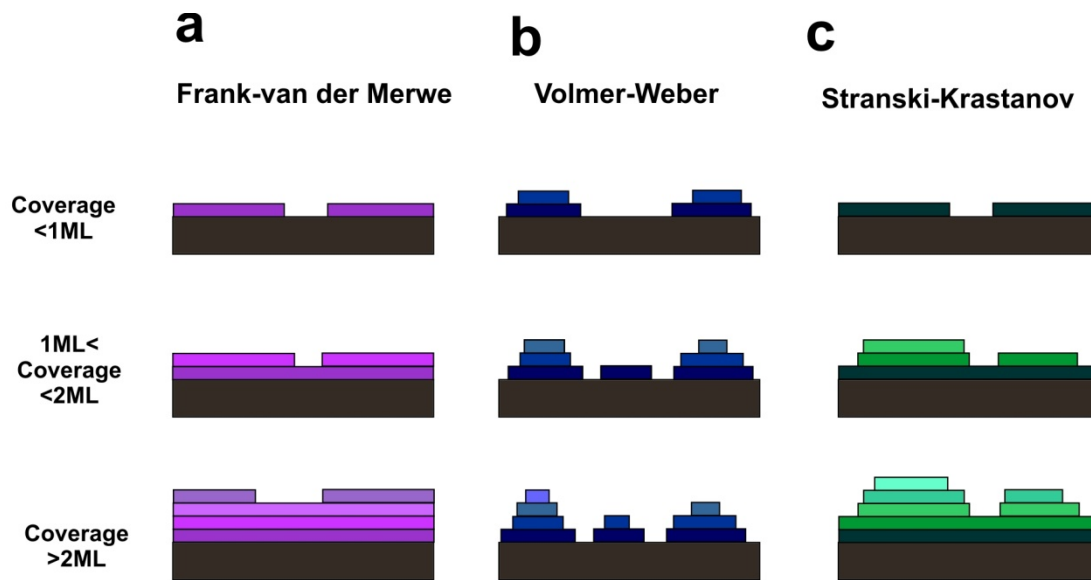 a
b
c
Frank-van der Merwe
Volmer-Weber
Stranski-Krastanov
Coverage
<1ML
1ML<
Coverage
<2ML
Coverage
>2ML